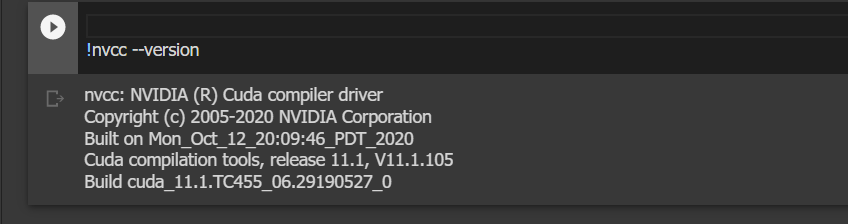 !nvcc --version
nvcc: NVIDIA (R) Cuda compiler driver
Copyright (c) 2005-2020 NVIDIA Corporation
Built on Mon_Oct_12_20:09:46_PDT_2020
Cuda compilation tools, release 11.1, V11.1.105
Build cuda_11.1.TC455_06.29190527_0